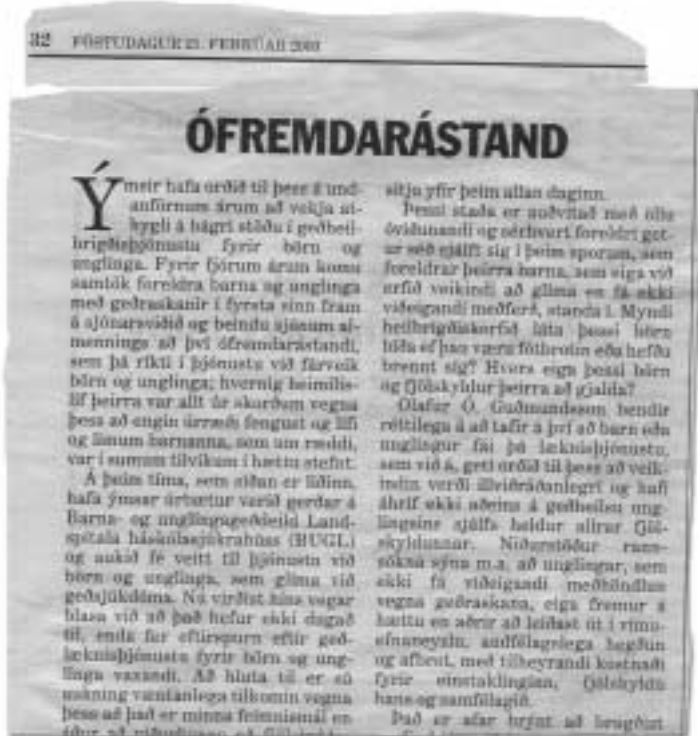 32 FÖSTUDAGUR 21. FEBRÚAR 2003
ÓFREMDARÁSTAND
Ýmsir hafa orðið til þess á und-
anförnum árum að vekja at-
hygli á bágri stöðu í geðheil-
brigðisþjónustu fyrir börn og
unglinga. Fyrir fjórum árum komu
samtök foreldra barna og unglinga
með geðraskanir í fyrsta sinn fram
á sjónarsviðið og beindu sjónum al-
mennings að því ófremdarástandi,
sem þá ríkti í þjónustu við fárveik
börn og unglinga; hvernig heimilis-
líf þeirra var allt úr skorðum vegna
þess að engin úrræði fengust og lífi
og limum barnanna, sem um ræddi,
var í sumum tilvikum í hættu stefnt.
Á þeim tíma, sem síðan er liðinn,
hafa ýmsar úrbætur verið gerðar á
Barna- og unglingageðdeild Land-
spítala háskólasjúkrahúss (BUGL)
og aukið fé veitt til þjónustu við
börn og unglinga, sem glíma við
geðsjúkdóma. Nú virðist hins vegar
blasa við að það hefur ekki dugað
til, enda fer eftirspurn eftir geð-
læknisþjónustu fyrir börn og ung-
linga vaxandi. Að hluta til er sú
aukning væntanlega tilkomin vegna
þess að það er minna feimnismál en
áður að
sitja yfir þeim allan daginn.
Þessi staða er auðvitað með öllu
óviðunandi og sérhvert foreldri get-
ur séð sjálft sig í þeim sporum, sem
foreldrar þeirra barna, sem eiga við
erfið veikindi að glíma en fá ekki
viðeigandi meðferð, standa í. Myndi
heilbrigðiskerfið láta þessi börn
bíða ef þau væru fótbrotin eða hefðu
brennt sig? Hvers eiga þessi börn
og fjölskyldur þeirra að gjalda?
Ólafur Ó. Guðmundsson bendir
réttilega á að tafir á því að barn eða
unglingur fái þá læknisþjónustu,
sem við á, geti orðið til þess að veik-
indin verði illviðráðanlegri og hafi
áhrif ekki aðeins á geðheilsu ung-
lingsins sjálfs heldur allrar fjöl-
skyldunnar. Niðurstöður rann-
sókna sýna m.a. að unglingar, sem
ekki fá viðeigandi meðhöndlun
vegna geðraskana, eiga fremur á
hættu en aðrir að leiðast út í vímu-
efnaneyslu, andfélagslega hegðun
og afbrot, með tilheyrandi kostnaði
fyrir einstaklinginn, fjölskyldu
hans og samfélagið.
Það er afar brýnt að brugðist